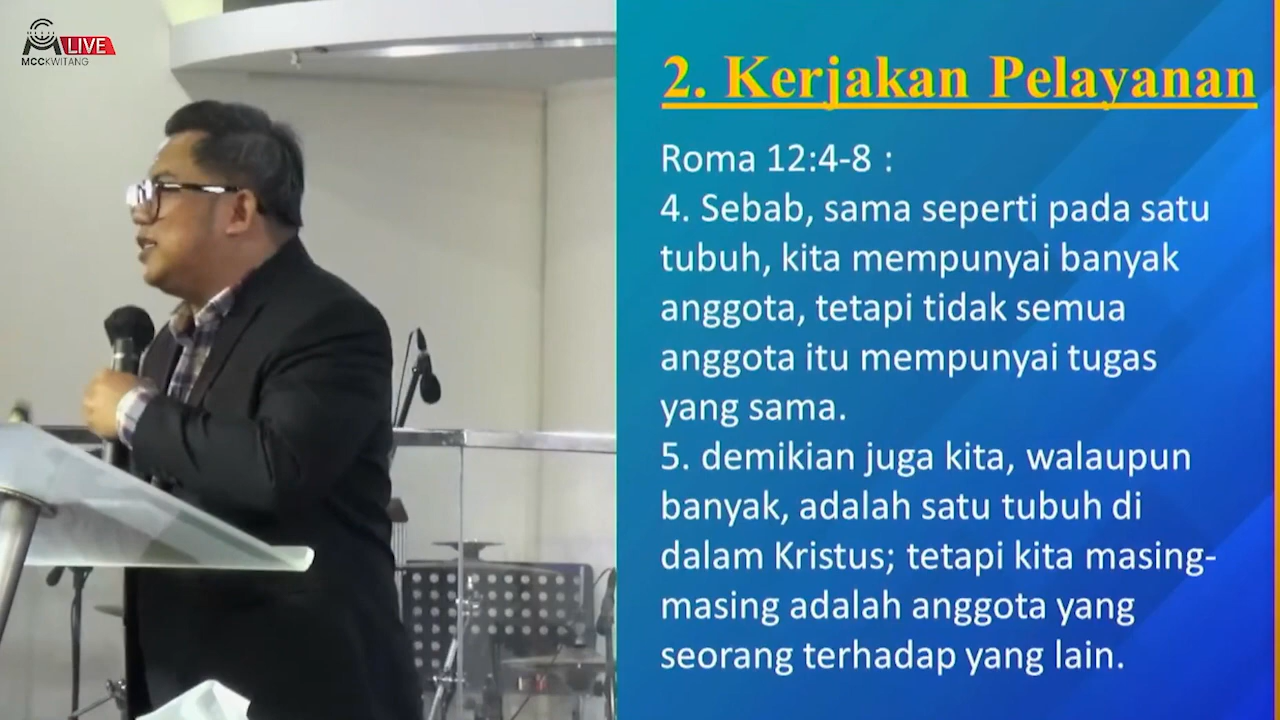 LIVE
MCCKWITANG
2. Kerjakan Pelayanan
Roma 12:4-8 :
4. Sebab, sama seperti pada satu
tubuh, kita mempunyai banyak
anggota, tetapi tidak semua
anggota itu mempunyai tugas
yang sama.
5. demikian juga kita, walaupun
banyak, adalah satu tubuh di
dalam Kristus; tetapi kita masing-
masing adalah anggota yang
seorang terhadap yang lain.